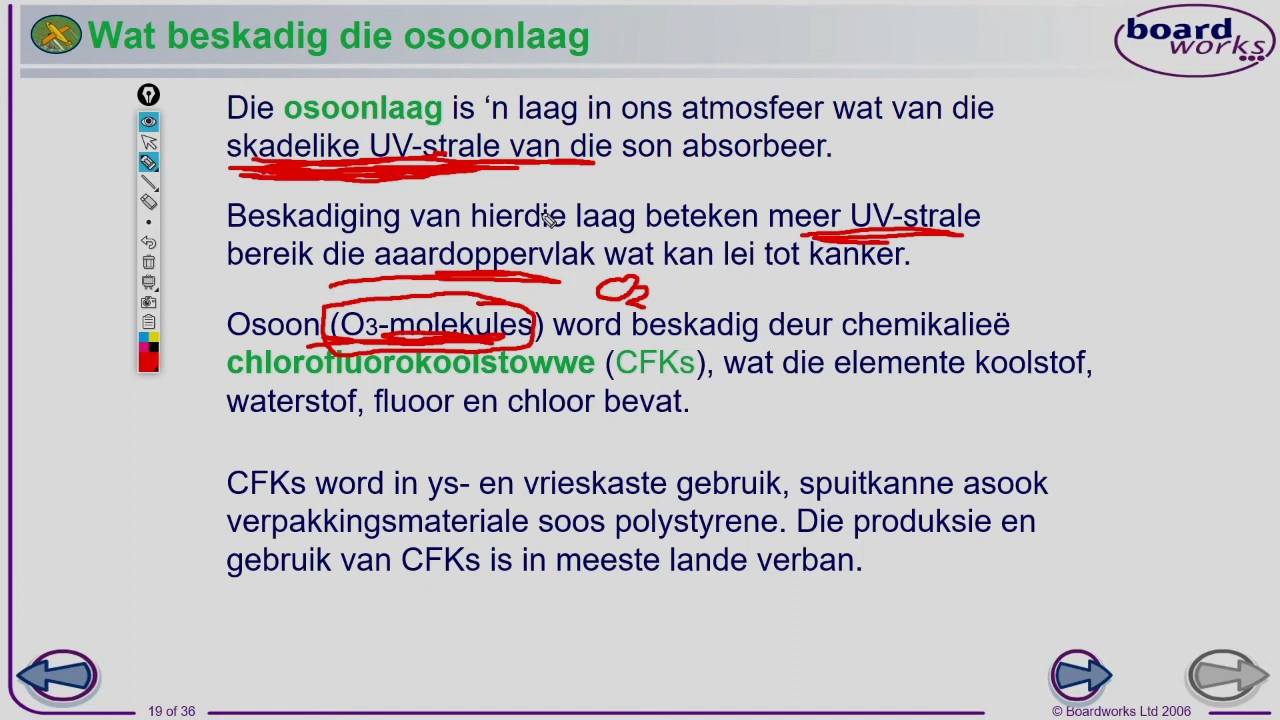 Wat beskadig die osoonlaag
board
works
Die osoonlaag is ‘n laag in ons atmosfeer wat van die
skadelike UV-strale van die son absorbeer.
Beskadiging van hierdie laag beteken meer UV-strale
bereik die aaardoppervlak wat kan lei tot kanker.
O2
Osoon (O3-molekules) word beskadig deur chemikalieë
chlorofluorokoolstowwe (CFKs), wat die elemente koolstof,
waterstof, fluoor en chloor bevat.
CFKs word in ys- en vrieskaste gebruik, spuitkanne asook
verpakkingsmateriale soos polystyrene. Die produksie en
gebruik van CFKs is in meeste lande verban.
19 of 36
© Boardworks Ltd 2006